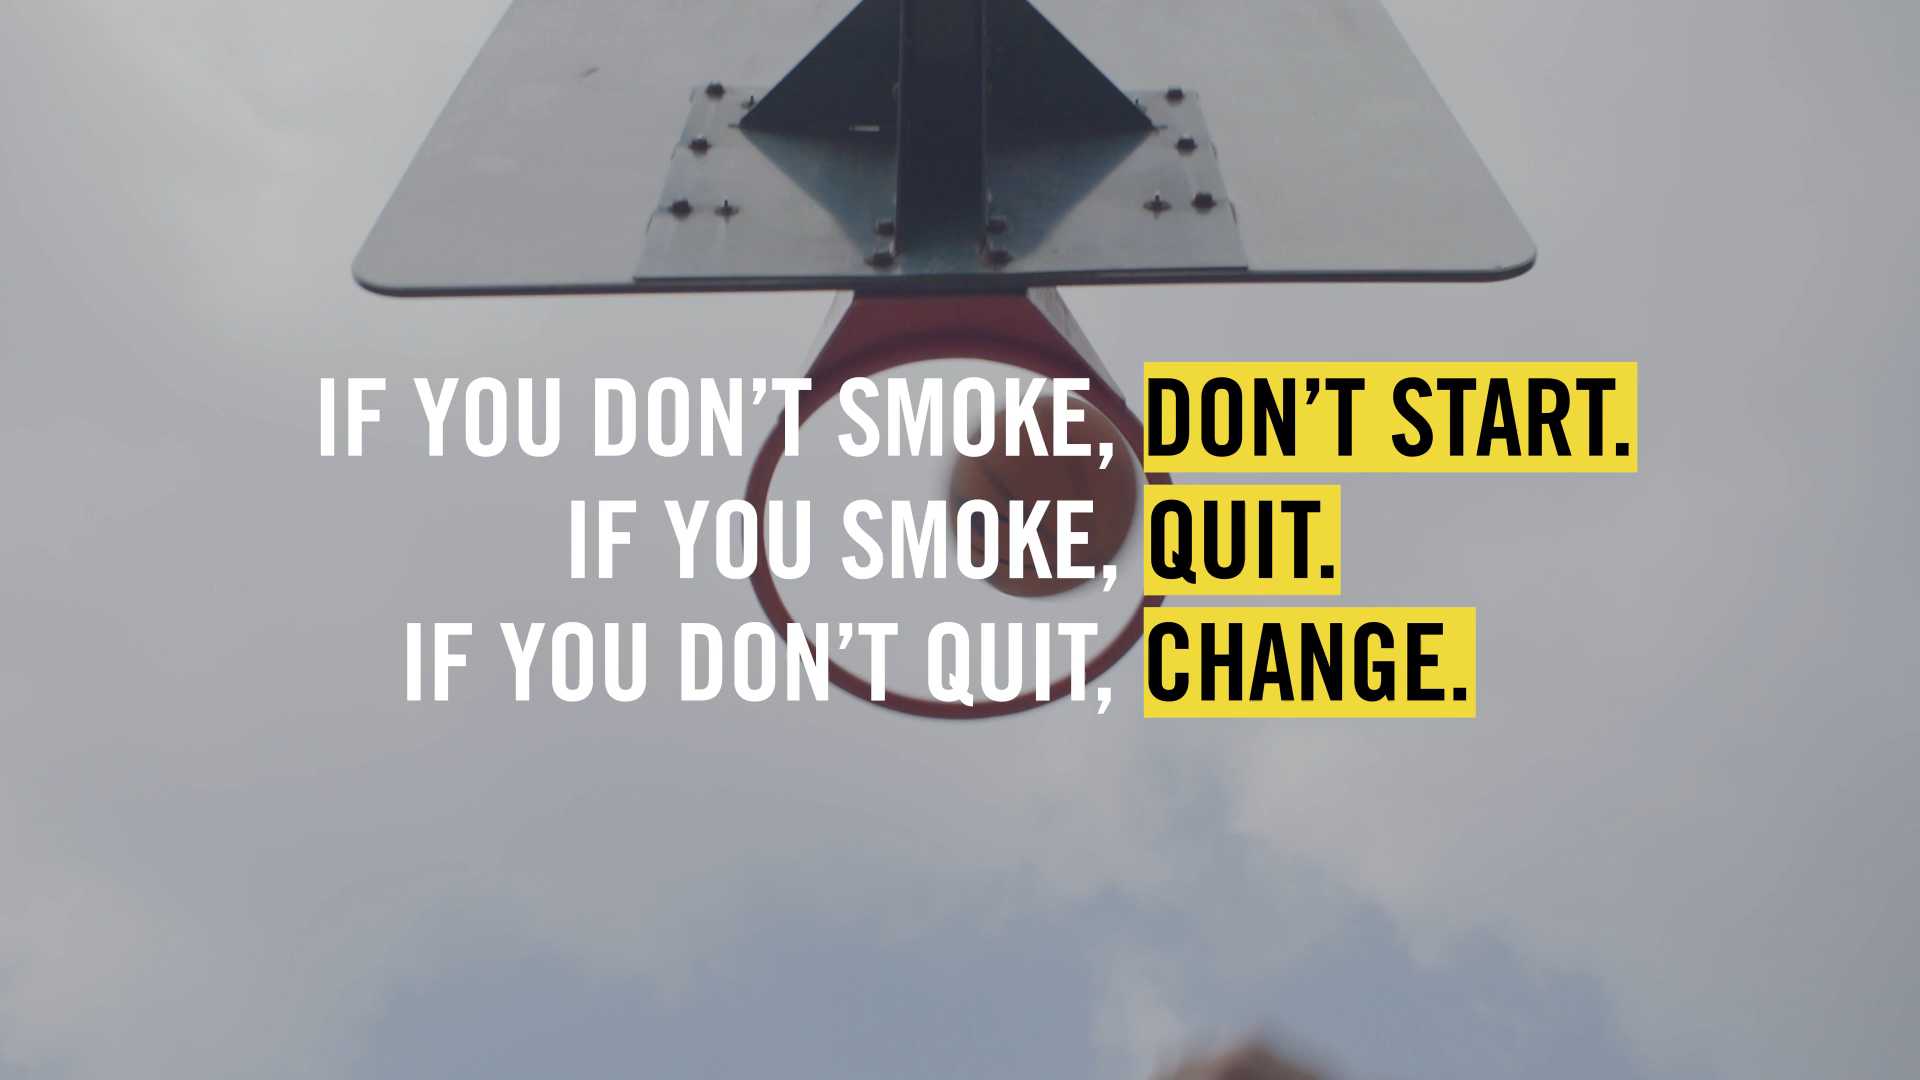 IF YOU DON’T SMOKE, DON’T START.
IF YOU SMOKE, QUIT.
IF YOU DON’T QUIT, CHANGE.